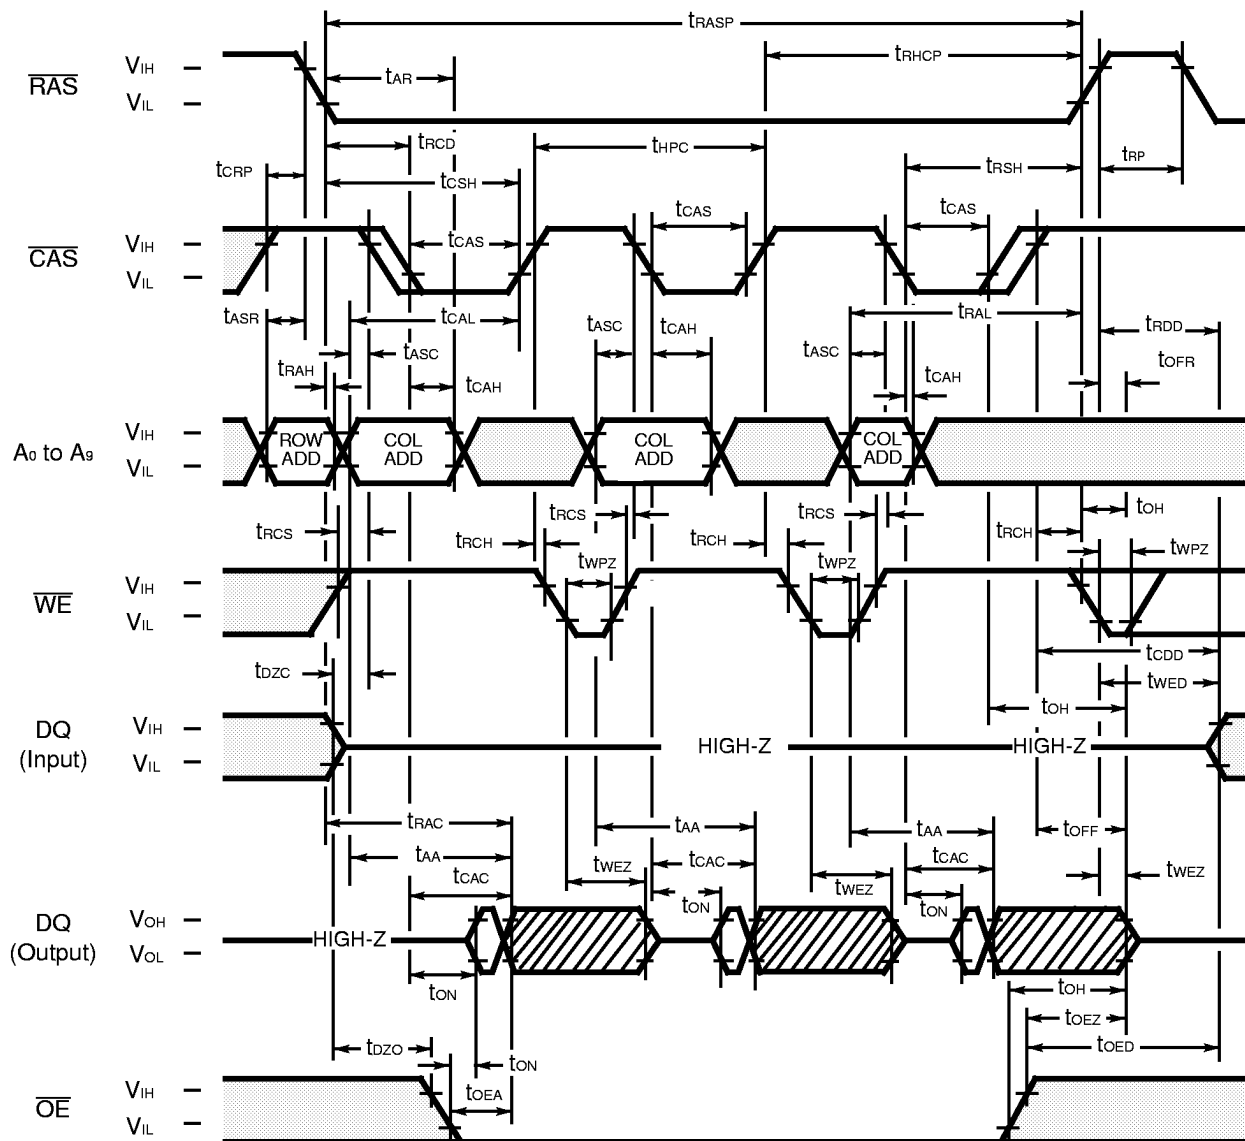 tRASP
tRHCP
VIH
RAS
tAR
VIL
tRCD
tHPC
tCRP
tCSH
tRSH
tRP
tCAS
tCAS
VIH
CAS
tCAS
VIL
tASR
tCAL
tASC
tCAH
tRAL
tRDD
tRAH
tASC
tASC
tOFR
tCAH
tCAH
VIH
A0 to A9
ROW ADD
COL ADD
COL ADD
COL ADD
VIL
tRCS
tRCS
tRCS
tOH
tRCH
tRCH
tRCH
tWPZ
tWPZ
tWPZ
VIH
WE
VIL
tDZC
tCDD
tWED
tOH
DQ
(Input)
VIH
HIGH-Z
HIGH-Z
VIL
tRAC
tAA
tAA
tOFF
tAA
tCAC
tCAC
tCAC
tWEZ
tWEZ
tWEZ
tON
tON
DQ
(Output)
VOH
HIGH-Z
VOL
tON
tOH
tOEZ
tDZO
tON
tOED
tOEA
VIH
OE
VIL